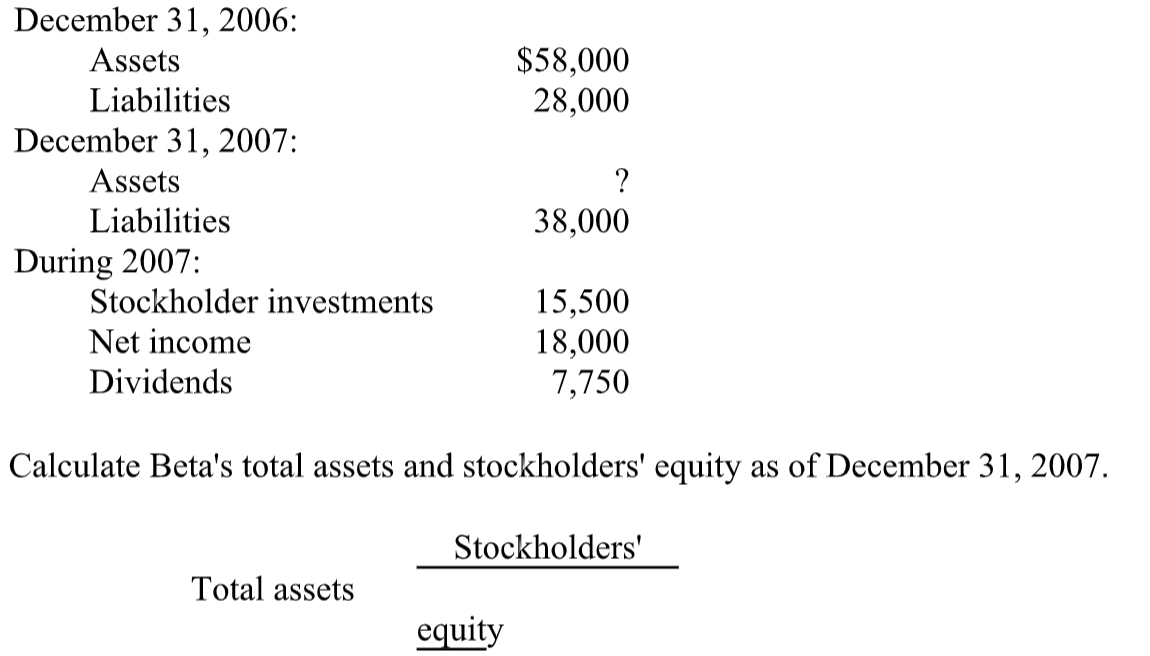 December 31, 2006:
Assets $58,000
Liabilities 28,000
December 31, 2007:
Assets ?
Liabilities 38,000
During 2007:
Stockholder investments 15,500
Net income 18,000
Dividends 7,750
Calculate Beta's total assets and stockholders' equity as of December 31, 2007.
Stockholders'
Total assets
equity